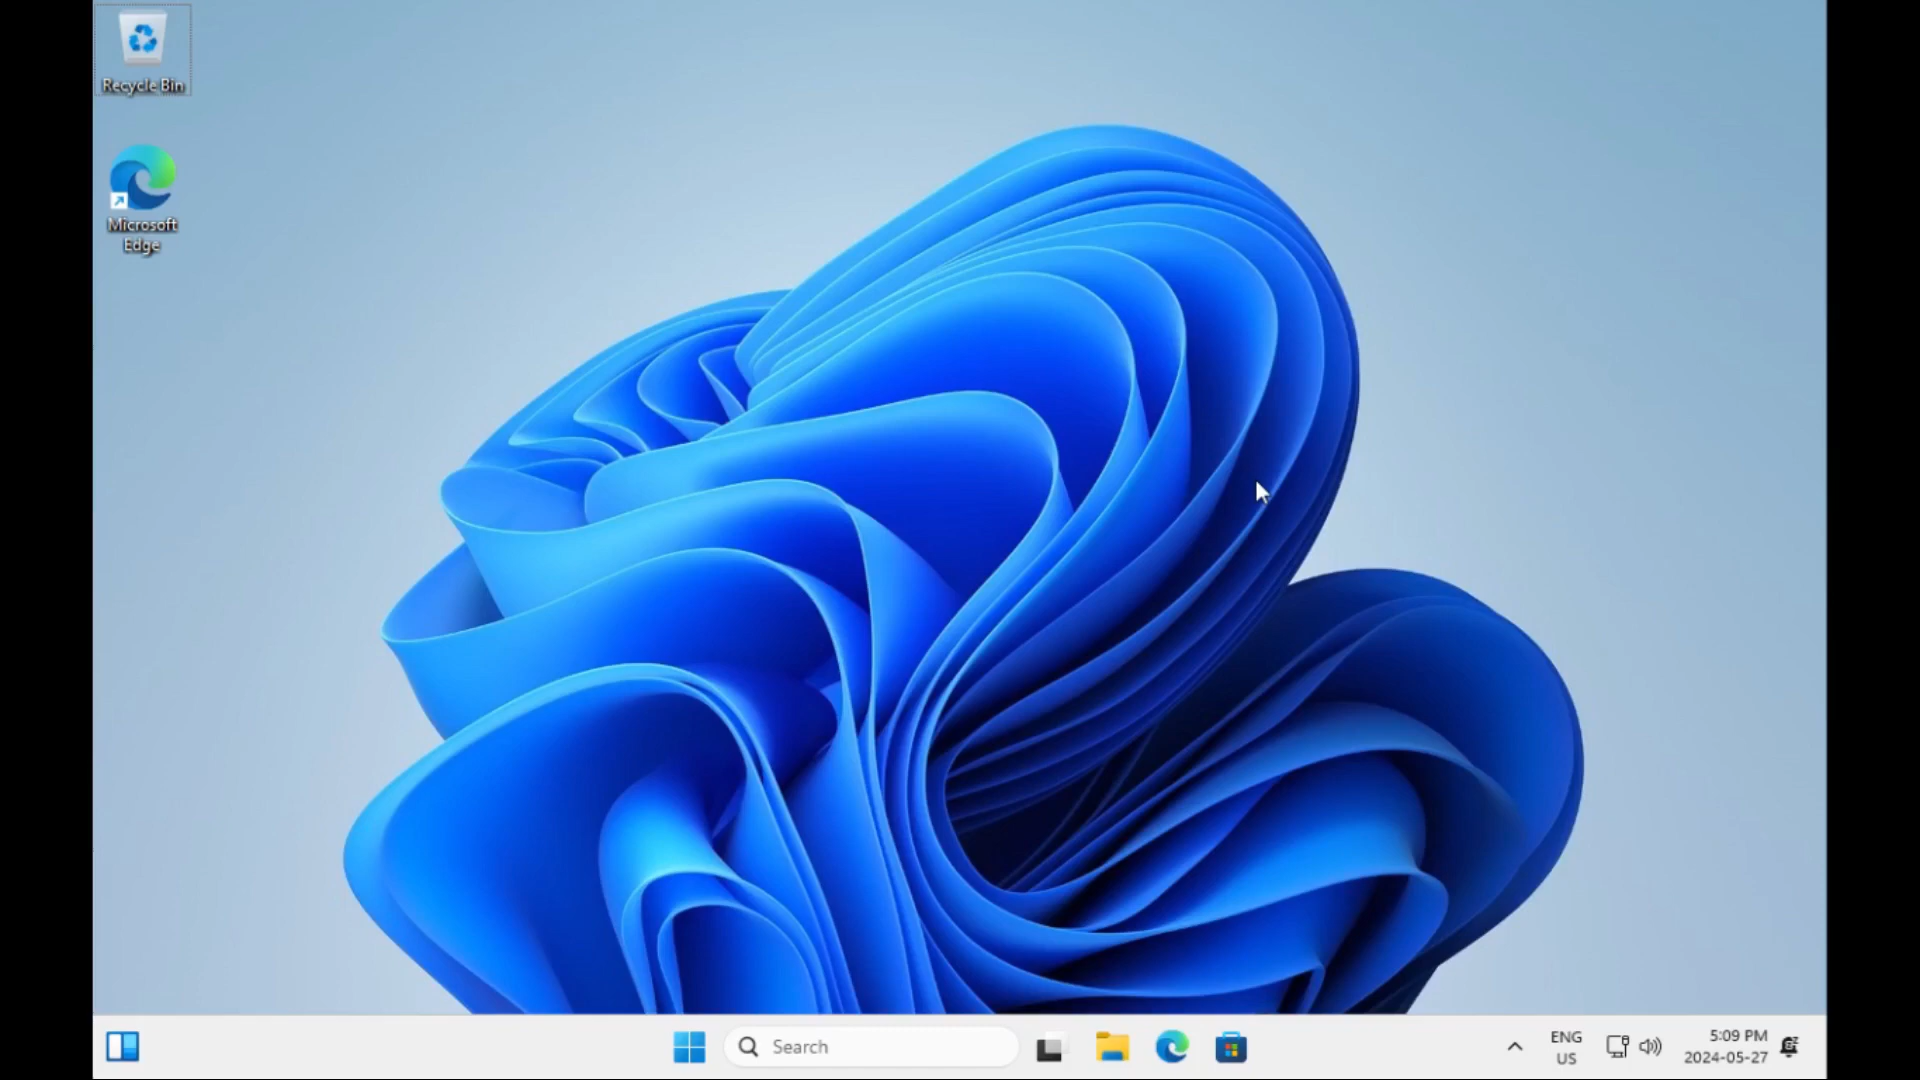 Recycle Bin
Microsoft
Edge
Search
ENG
US
5:09 PM
2024-05-27